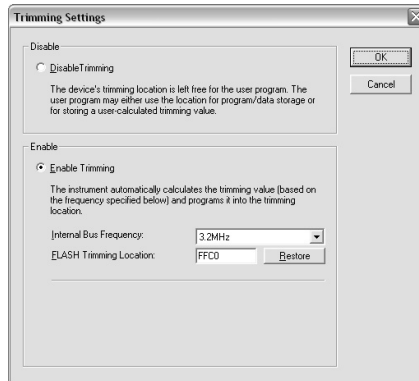 Trimming Settings
Disable
DisableTrimming
The device's trimming location is left free for the user program. The
user program may either use the location for program/data storage or
for storing a user-calculated trimming value.
OK
Cancel
Enable
Enable Trimming
The instrument automatically calculates the trimming value (based on
the frequency specified below) and programs it into the trimming
location.
Internal Bus Frequency: 3.2MHz
FLASH Trimming Location: FFC0 Restore